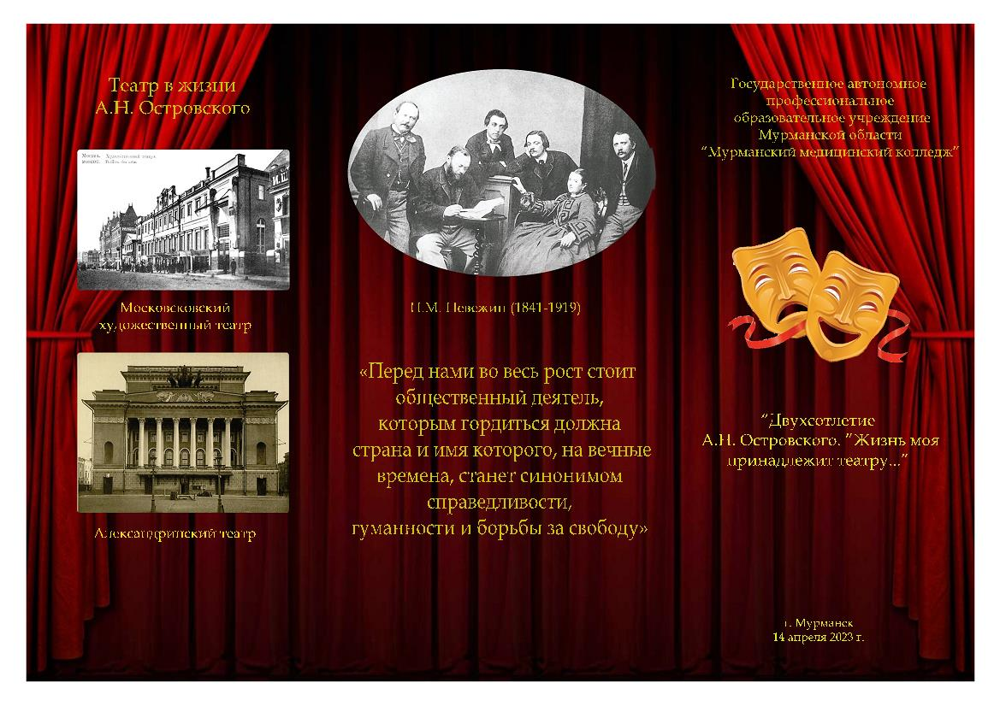 Театр в жизни
А.Н. Островского
Москва. Художественный театр.
Московсковский
художественный театр
Александринский театр
П.М. Невежин (1841-1919)
«Перед нами во весь рост стоит
общественный деятель,
которым гордиться должна
страна и имя которого, на вечные
времена, станет синонимом
справедливости,
гуманности и борьбы за свободу»
Государственное автономное
профессиональное
образовательное учреждение
Мурманской области
"Мурманский медицинский колледж"
"Двухсотлетие
А.Н. Островского. "Жизнь моя
принадлежит театру..."
г. Мурманск
14 апреля 2023 г.